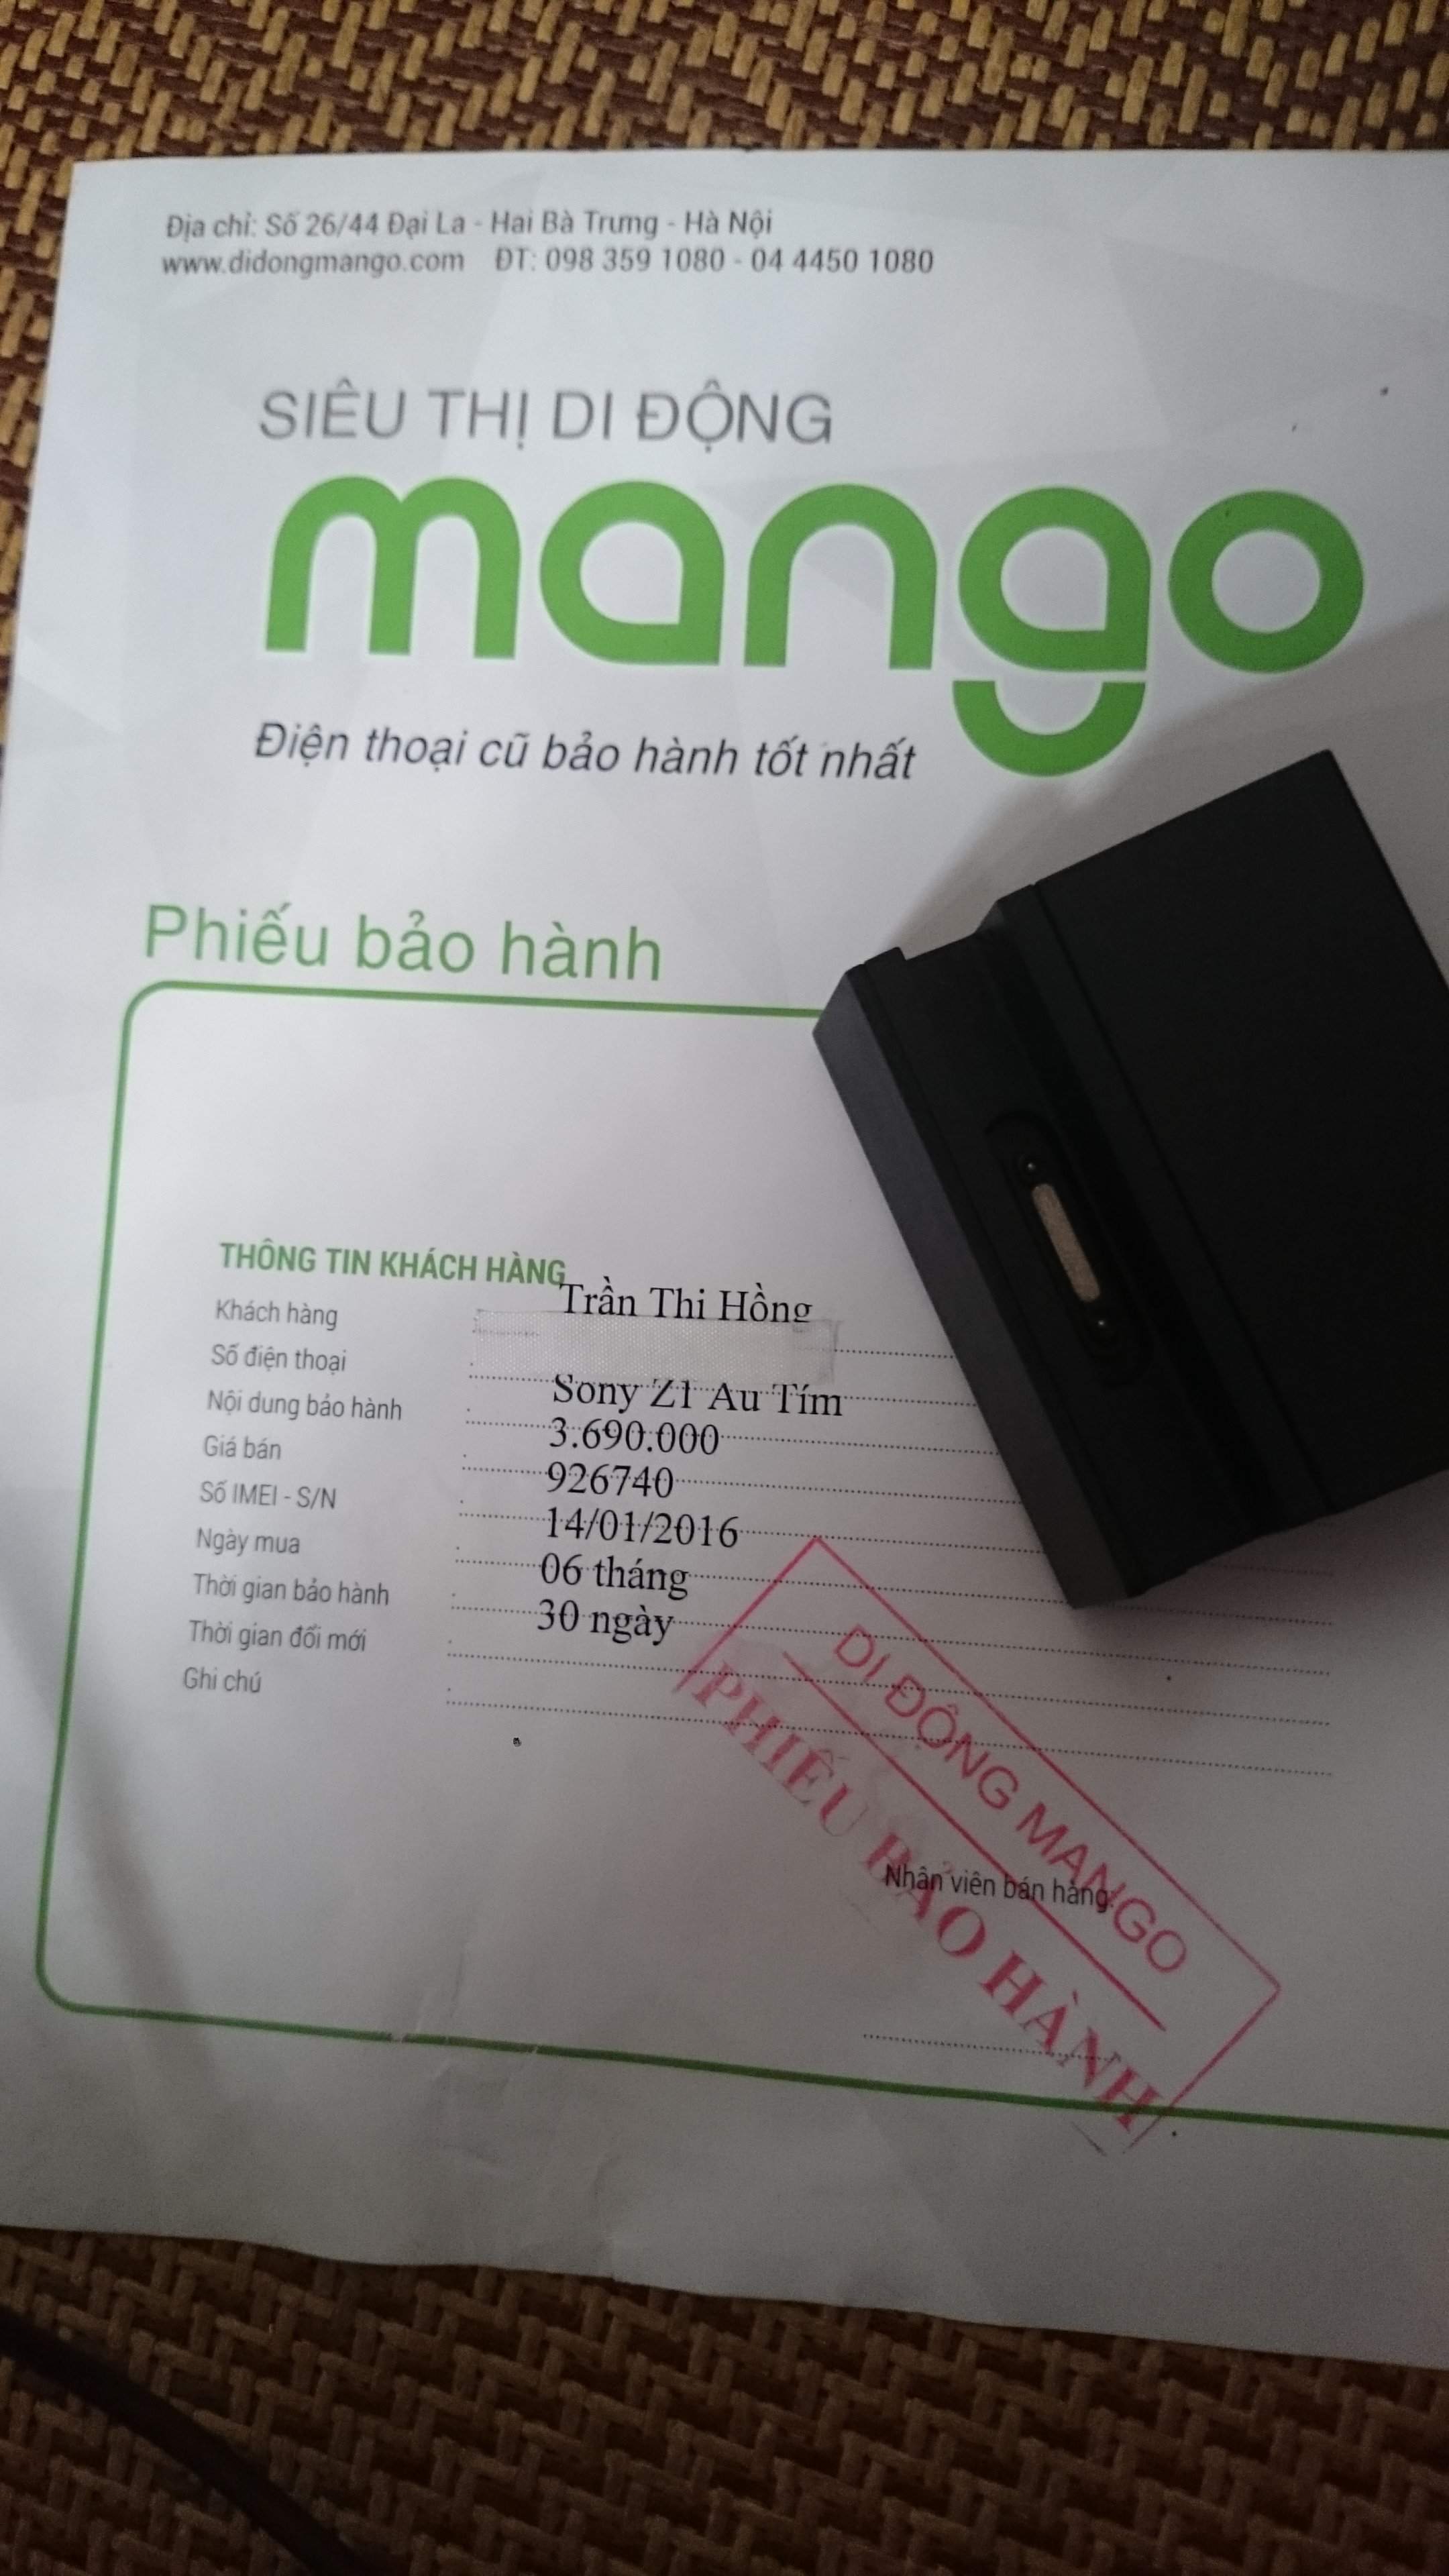 Địa chỉ: Số 26/44 Đại La - Hai Bà Trưng - Hà Nội
www.didongmango.com ĐT: 098 359 1080 - 04 4450 1080
SIÊU THỊ DI ĐỘNG
mango
Điện thoại cũ bảo hành tốt nhất
Phiếu bảo hành
THÔNG TIN KHÁCH HÀNG
Khách hàng Trần Thi Hồng
Số điện thoại
Nội dung bảo hành Sony Z1 Au Tím
Giá bán 3.690.000
Số IMEI - S/N 926740
Ngày mua 14/01/2016
Thời gian bảo hành 06 tháng
Thời gian đổi mới 30 ngày
Ghi chú
DI ĐỘNG MANGO
PHIẾU BẢO HÀNH
Nhân viên bán hàng